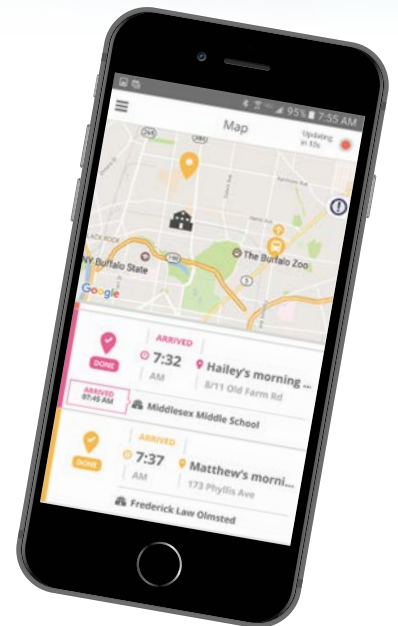 95% 7:55 AM
Map
Updating
in 10s
The Buffalo Zoo
NY Buffalo State
Google
ARRIVED
7:32
AM
Hailey's morning ...
8/11 Old Farm Rd
DONE
ARRIVED
07:45 AM
Middlesex Middle School
ARRIVED
7:37
AM
Matthew's morni...
173 Phyllis Ave
DONE
Frederick Law Olmsted